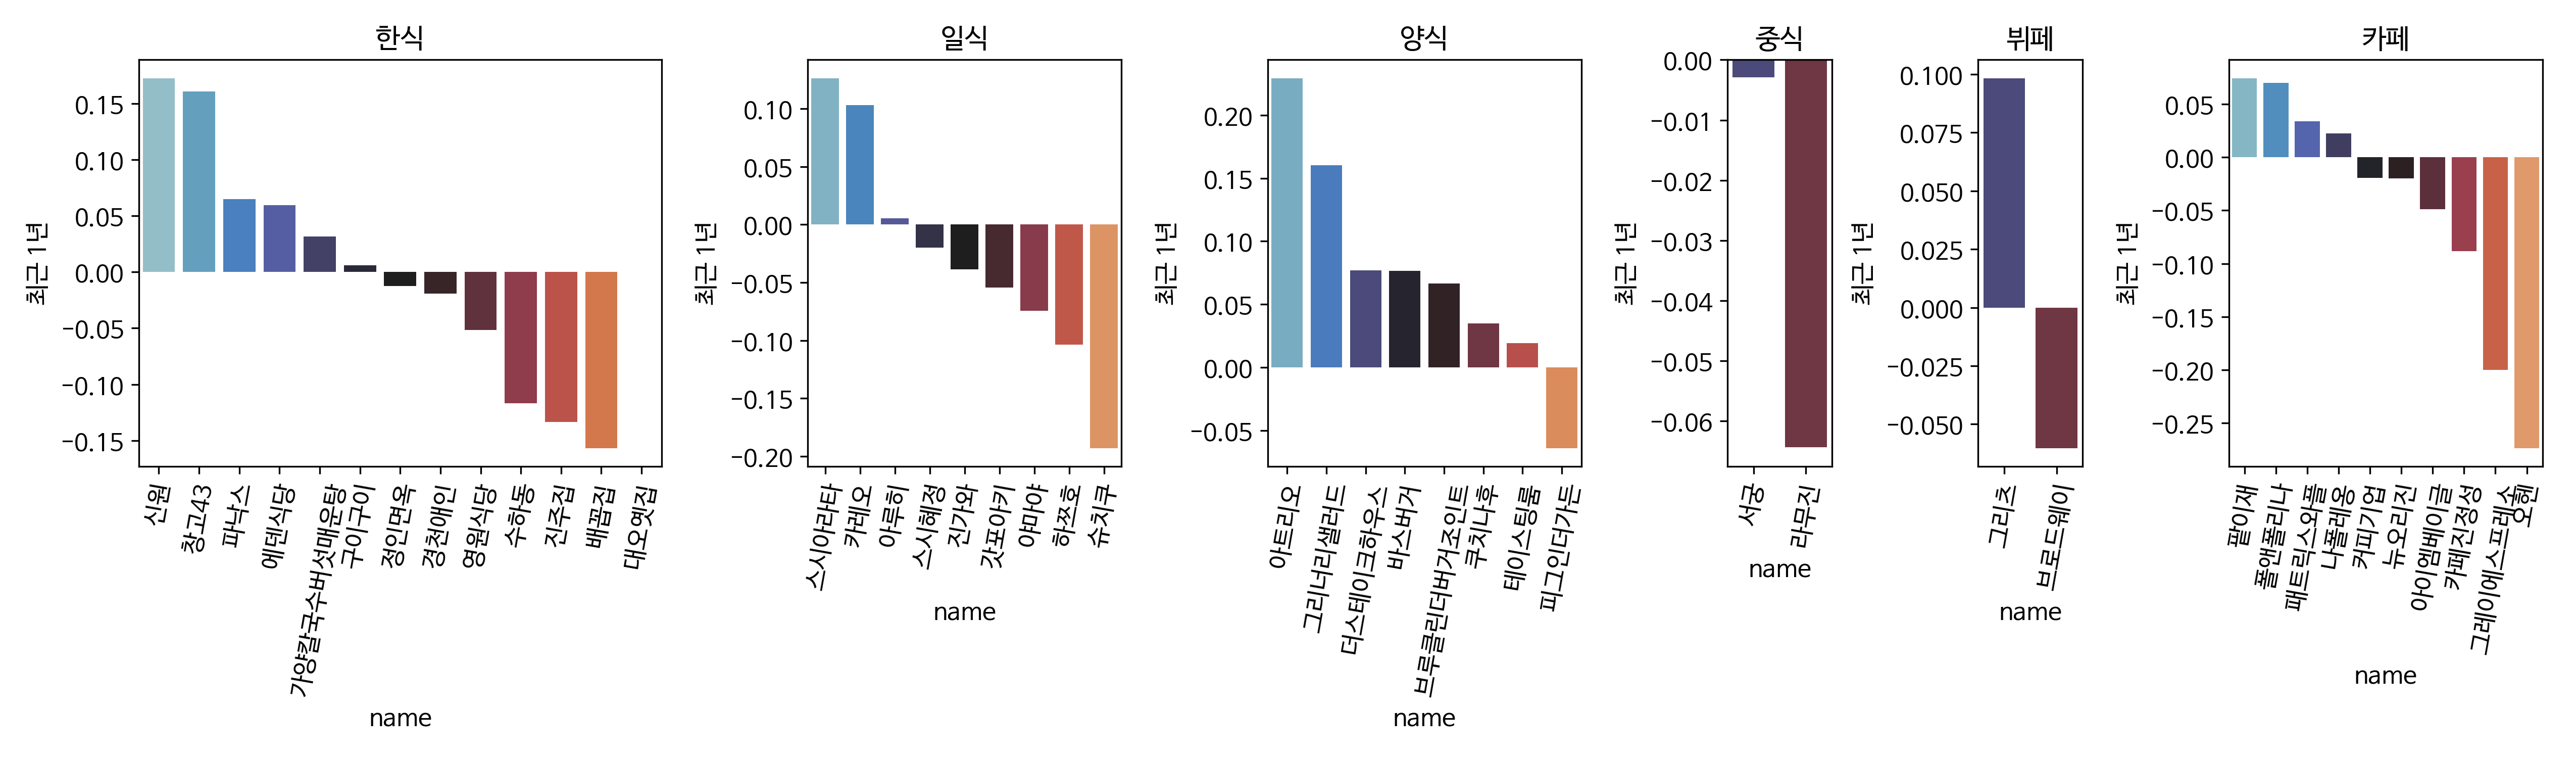 한식
0.15
0.10
0.05
0.00
−0.05
−0.10
−0.15
최근 1년
신원
창고43
파낙스
에덴식당
가양칼국수버섯매운탕
구이구이
정인면옥
경천애인
영원식당
수하동
진주집
배꼽집
대오옛집
name
일식
0.10
0.05
0.00
−0.05
−0.10
−0.15
−0.20
최근 1년
스시아라타
카레오
아루히
스시혜정
진가와
갓포아키
야마야
하쯔호
슈치쿠
name
양식
0.20
0.15
0.10
0.05
0.00
−0.05
최근 1년
아트리오
그리너리샐러드
더스테이크하우스
바스버거
브루클린더버거조인트
쿠치나후
테이스팅룸
피그인더가든
name
중식
0.00
−0.01
−0.02
−0.03
−0.04
−0.05
−0.06
최근 1년
서궁
라무진
name
뷔페
0.100
0.075
0.050
0.025
0.000
−0.025
−0.050
최근 1년
그리츠
브로드웨이
name
카페
0.05
0.00
−0.05
−0.10
−0.15
−0.20
−0.25
최근 1년
팥이재
폴앤폴리나
패트릭스와플
나폴레옹
커피기업
뉴오리진
아이엠베이글
카페진정성
그레이에스프레소
오헨
name